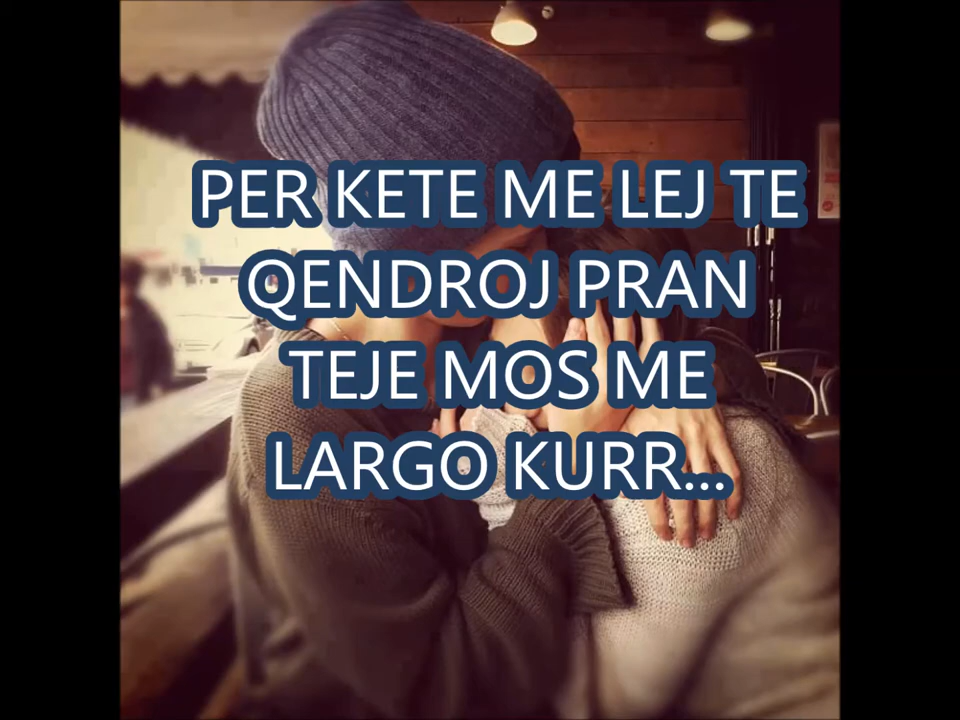 PER KETE ME LEJ TE
QENDROJ PRAN
TEJE MOS ME
LARGO KURR...